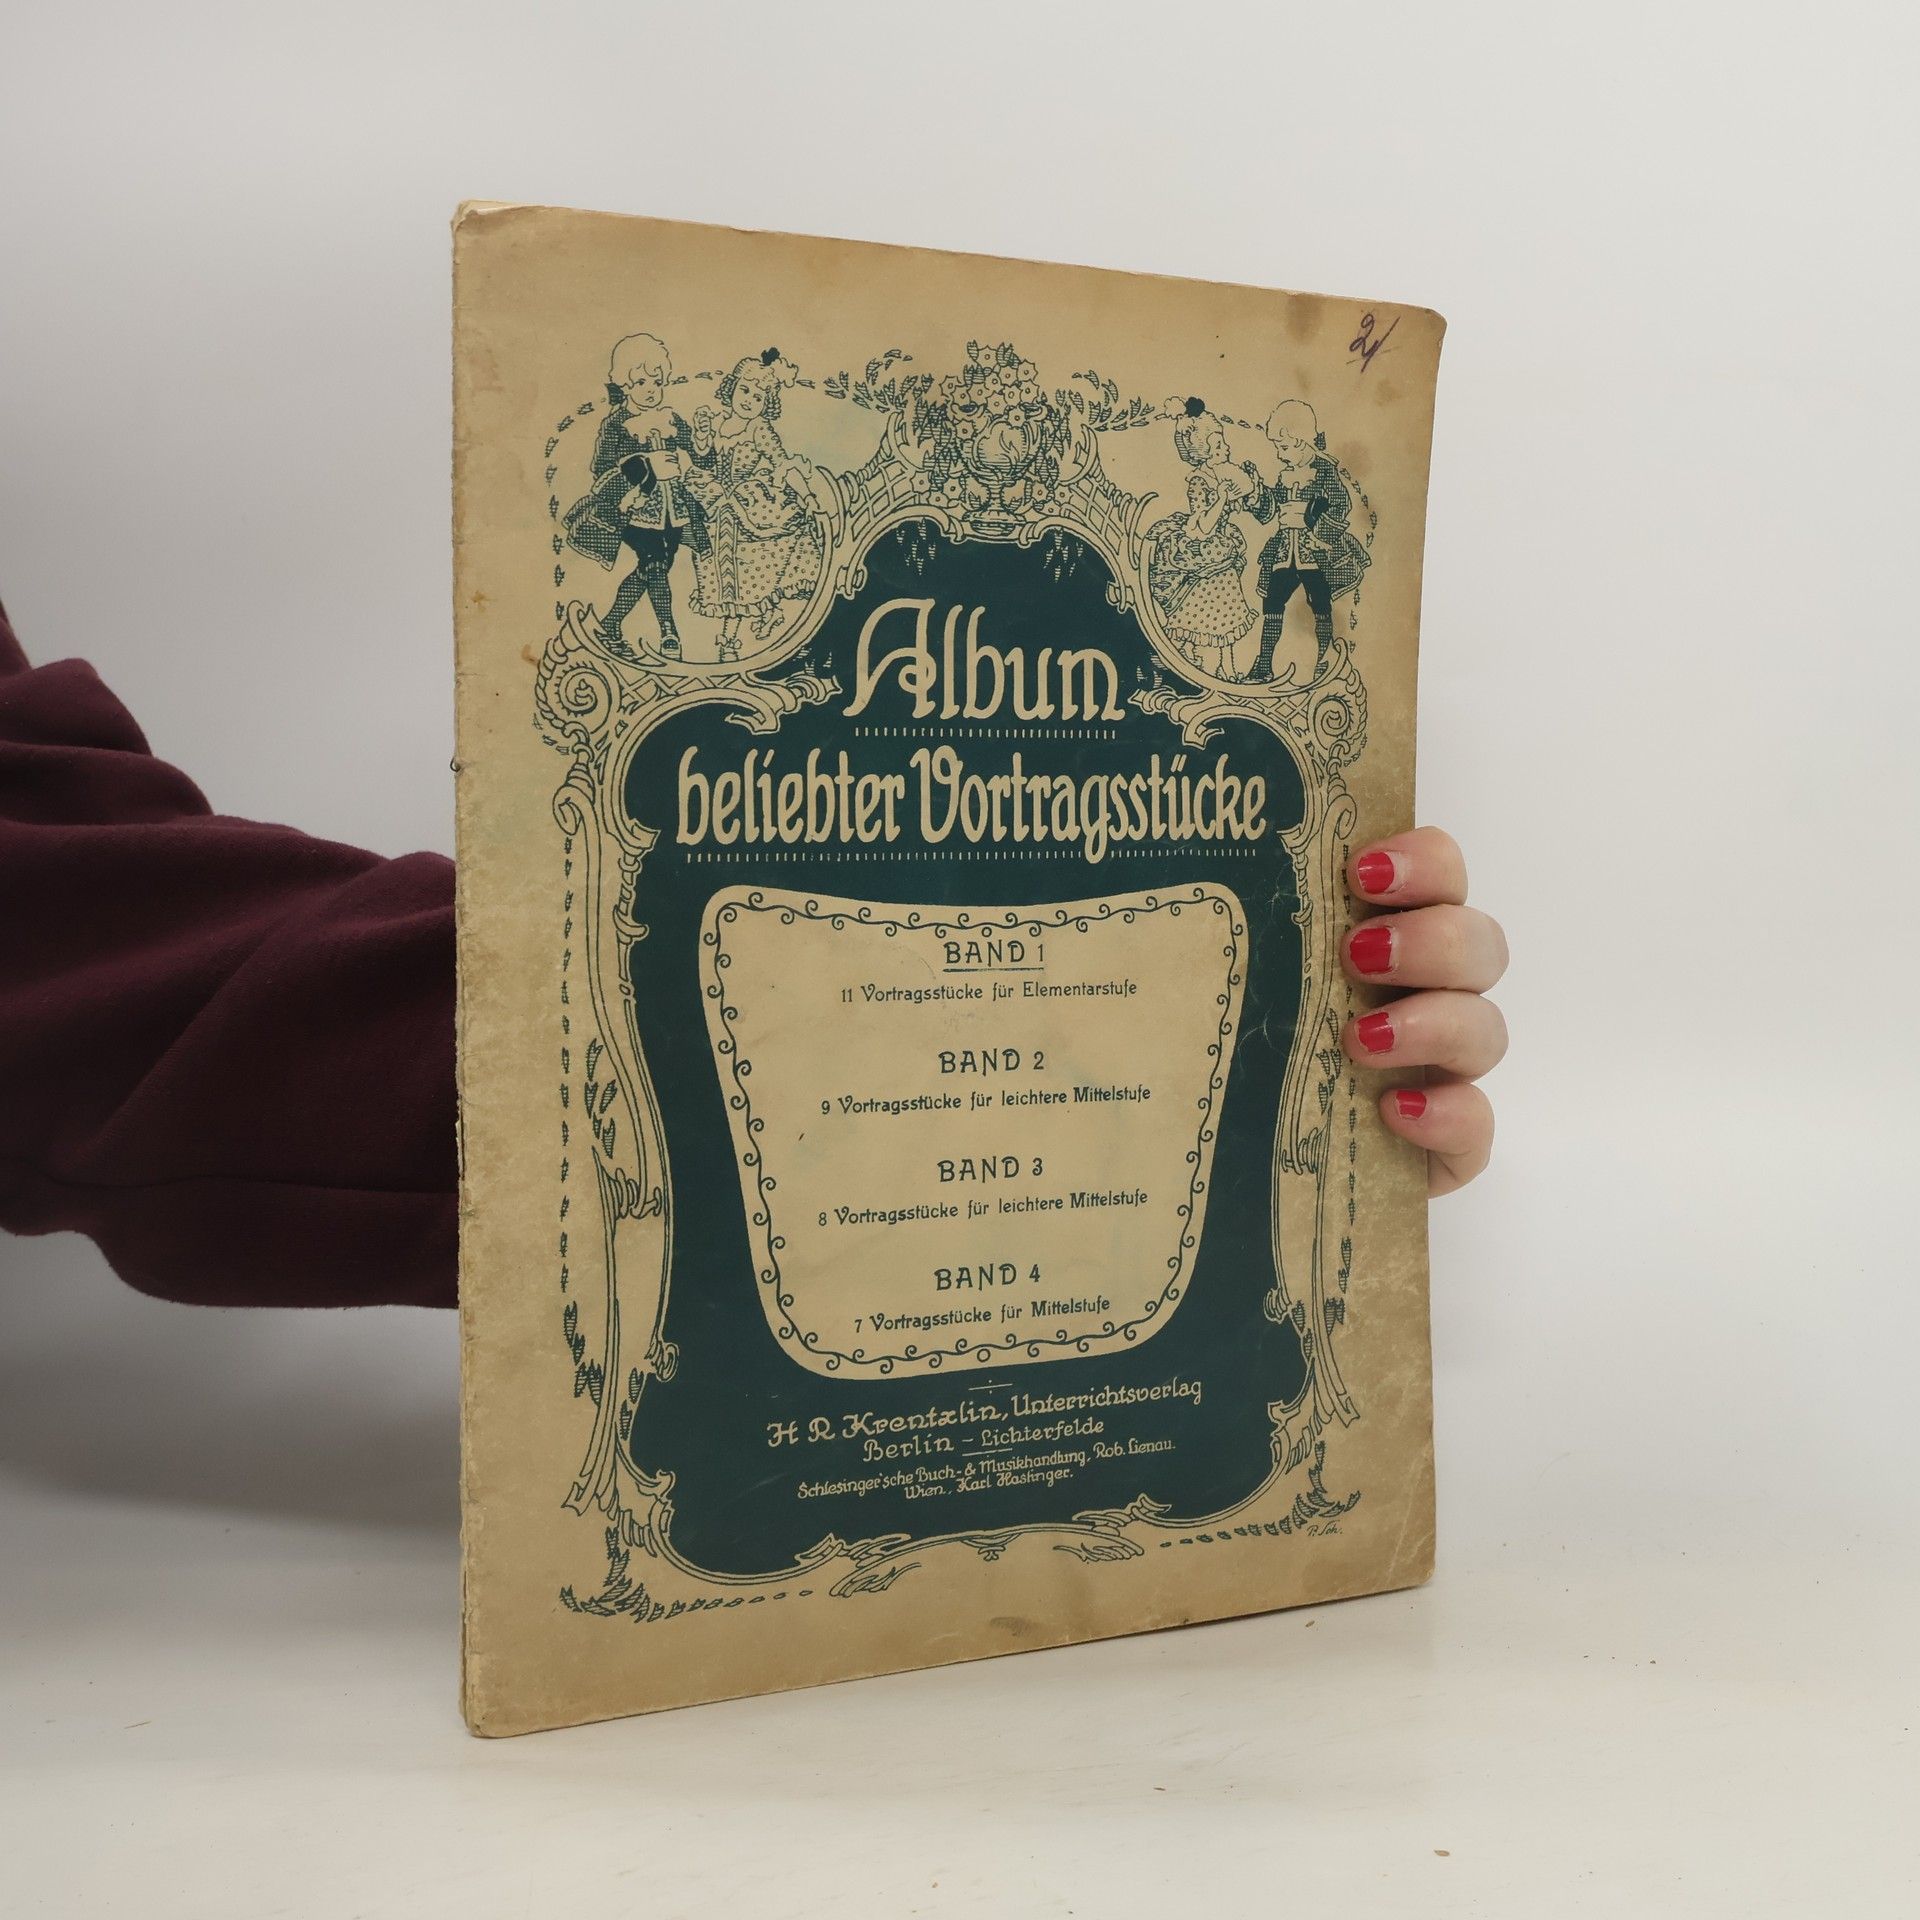 2
Album
beliebter Vortragsstücke
BAND 1
11 Vortragsstücke für Elementarstufe
BAND 2
9 Vortragsstücke für leichtere Mittelstufe
BAND 3
8 Vortragsstücke für leichtere Mittelstufe
BAND 4
7 Vortragsstücke für Mittelstufe
H R Krentzlin, Unterrichtsverlag
Berlin - Lichterfelde
Schlesinger'sche Buch- & Musikhandlung, Rob. Lienau.
Wien, Karl Haslinger.